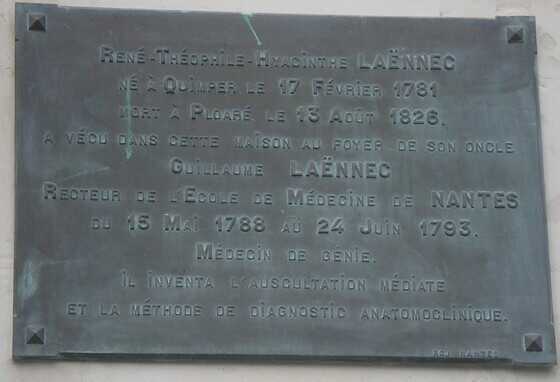 René-Théophile-Hyacinthe LAËNNEC
né à Quimper le 17 Février 1781
mort à Ploaré, le 13 Août 1826.
a vécu dans cette maison au foyer de son oncle
Guillaume LAËNNEC
Recteur de l'Ecole de Médecine de NANTES
du 15 Mai 1788 au 24 Juin 1793.
Médecin de génie.
il inventa l'auscultation médiate
et la méthode de diagnostic anatomoclinique.
NANTES